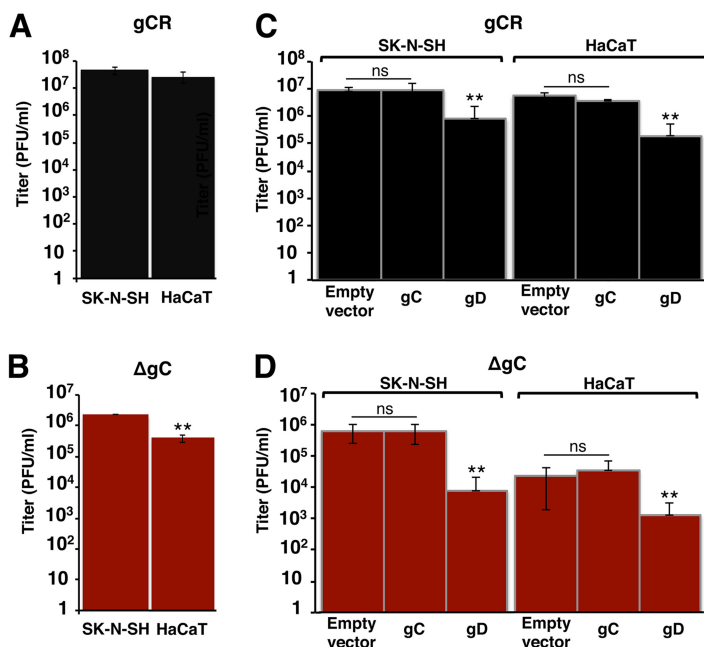 A
gCR
10⁸
10⁷
10⁶
10⁵
10⁴
10³
10²
10
1
Titer (PFU/ml)
Titer (PFU/ml)
SK-N-SH HaCaT
C
gCR
SK-N-SH HaCaT
10⁸
10⁷
10⁶
10⁵
10⁴
10³
10²
10
1
Titer (PFU/ml)
ns
**
ns
**
Empty vector
gC
gD
Empty vector
gC
gD
B
ΔgC
10⁷
10⁶
10⁵
10⁴
10³
10²
10
1
Titer (PFU/ml)
**
SK-N-SH HaCaT
D
ΔgC
SK-N-SH HaCaT
10⁷
10⁶
10⁵
10⁴
10³
10²
10
1
Titer (PFU/ml)
ns
**
ns
**
Empty vector
gC
gD
Empty vector
gC
gD